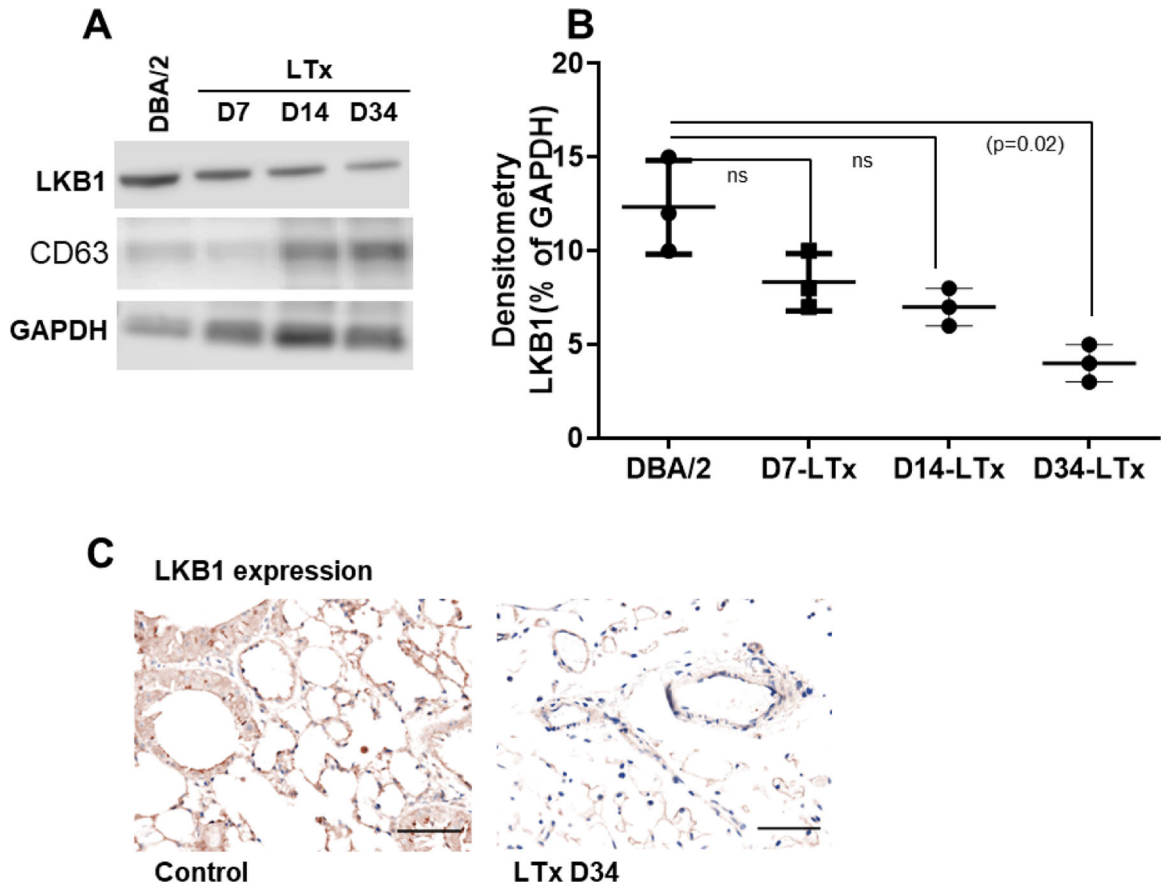 A
DBA/2
LTx
D7 D14 D34
LKB1
CD63
GAPDH
B
Densitometry
LKB1(% of GAPDH)
20
15
10
5
0
(p=0.02)
ns
ns
DBA/2 D7-LTx D14-LTx D34-LTx
C
LKB1 expression
Control LTx D34